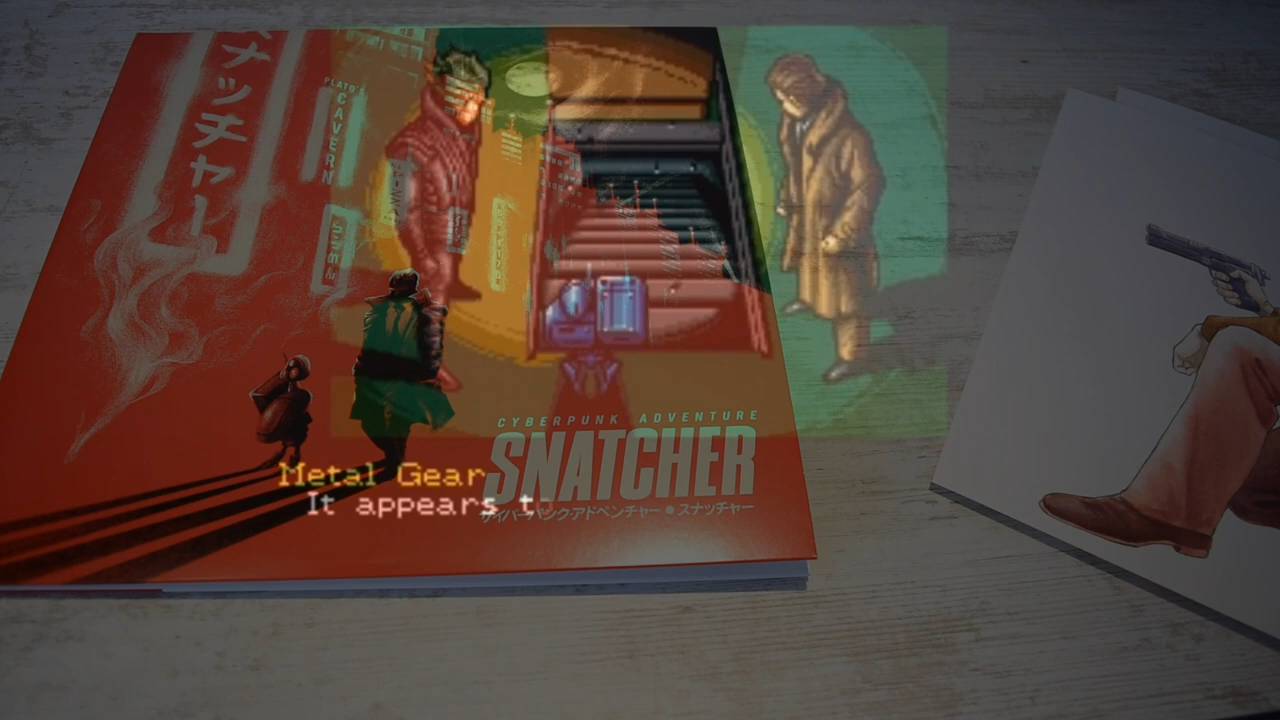 スナッチャー
PLATO'S
CAVERN
CYBERPUNK ADVENTURE
SNATCHER
サイバーパンク・アドベンチャー●スナッチャー
Metal Gear
It appears t